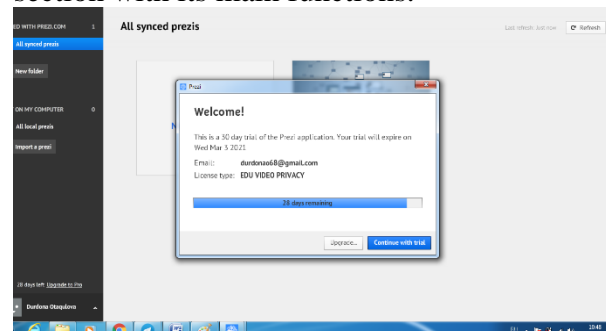 section with its main functions.
ED WITH PREZI.COM 1
All synced prezis
New folder
ON MY COMPUTER 0
All local prezis
Import a prezi
28 days left Upgrade to Pro
Durdona Otaqulova
All synced prezis
Last refresh: Just now
Refresh
N
Prezi
Welcome!
This is a 30 day trial of the Prezi application. Your trial will expire on
Wed Mar 3 2021
Email: durdonao68@gmail.com
License type: EDU VIDEO PRIVACY
28 days remaining
Upgrade...
Continue with trial
10:48